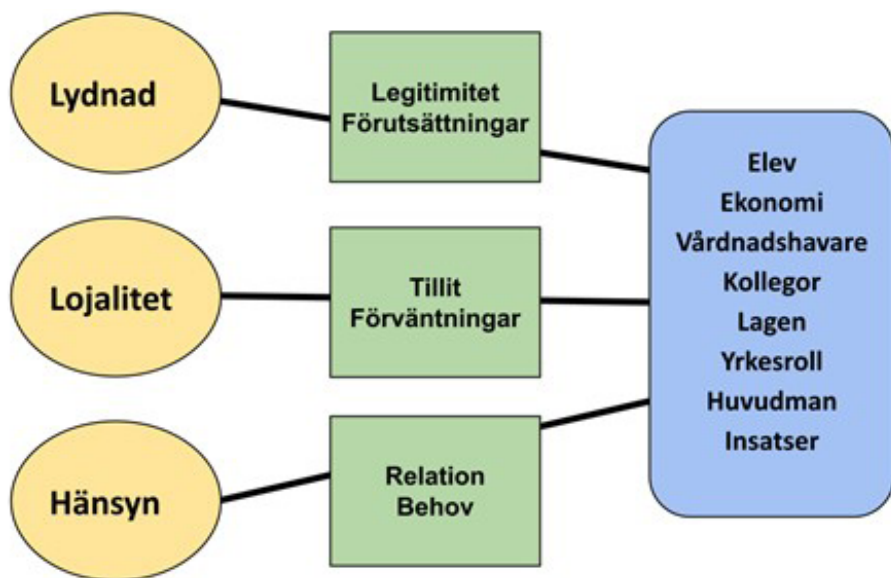 Lydnad
Legitimitet
Förutsättningar
Lojalitet
Tillit
Förväntningar
Hänsyn
Relation
Behov
Elev
Ekonomi
Vårdnadshavare
Kollegor
Lagen
Yrkesroll
Huvudman
Insatser